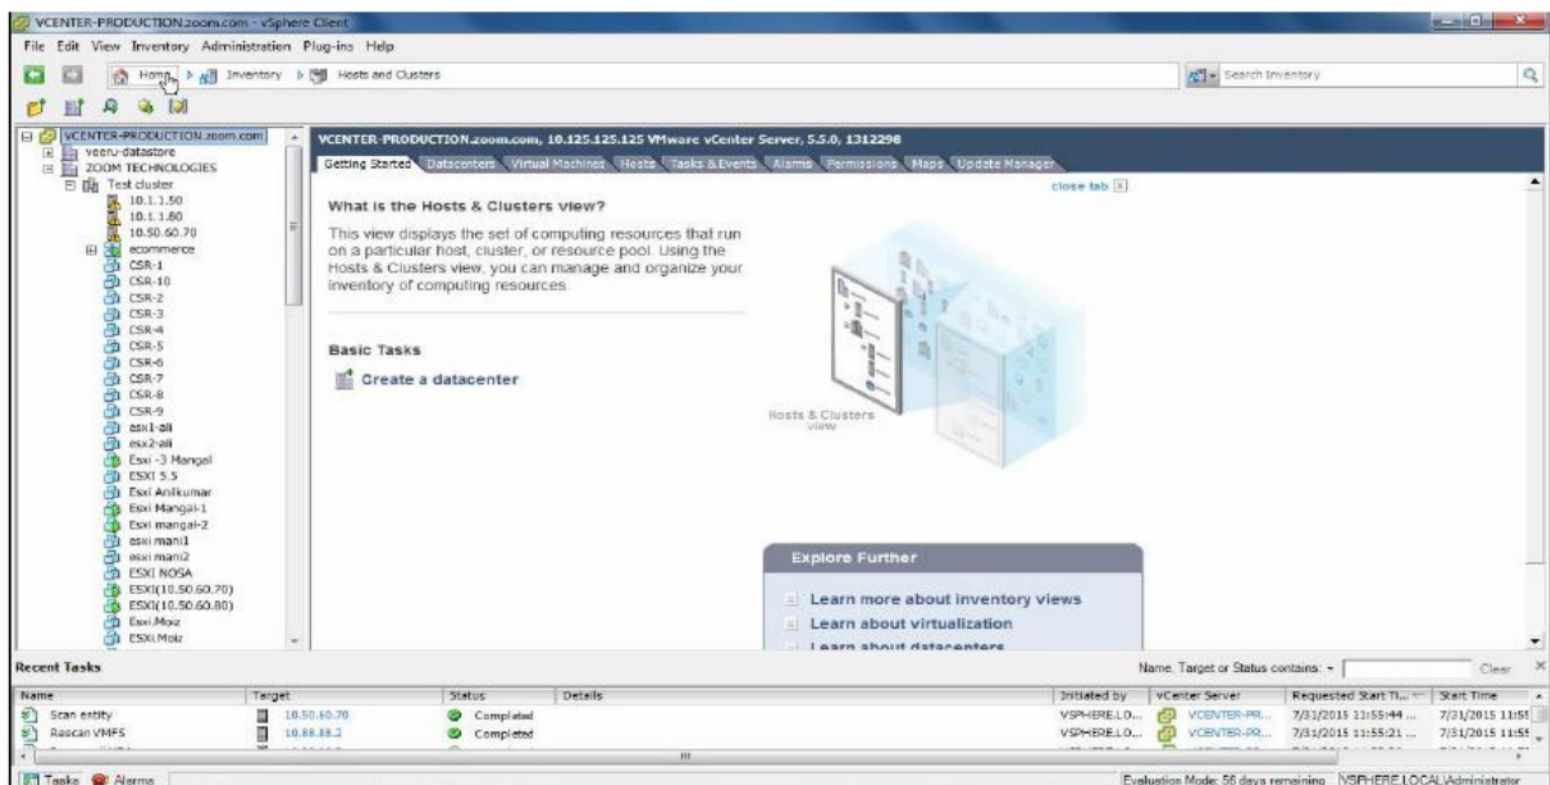 VCENTER-PRODUCTION.zoom.com - vSphere Client
File Edit View Inventory Administration Plug-ins Help
Home Inventory Hosts and Clusters
Search Inventory
VCENTER-PRODUCTION.zoom.com
veeru-datastore
ZOOM TECHNOLOGIES
Test cluster
10.1.1.50
10.1.1.60
10.50.60.70
ecommerce
CSR-1
CSR-10
CSR-2
CSR-3
CSR-4
CSR-5
CSR-6
CSR-7
CSR-8
CSR-9
esx1-ali
esx2-ali
Esxi -3 Mangal
ESXI 5.5
Esxi Anilkumar
Esxi Mangal-1
Esxi mangal-2
esxi mani1
esxi mani2
ESXI NOSA
ESXI(10.50.60.70)
ESXI(10.50.60.80)
Esxi.Moiz
ESXi.Moiz
VCENTER-PRODUCTION.zoom.com, 10.125.125.125 VMware vCenter Server, 5.5.0, 1312298
Getting Started Datacenters Virtual Machines Hosts Tasks & Events Alarms Permissions Maps Update Manager
close tab
What is the Hosts & Clusters view?
This view displays the set of computing resources that run
on a particular host, cluster, or resource pool. Using the
Hosts & Clusters view, you can manage and organize your
inventory of computing resources.
Basic Tasks
Create a datacenter
Hosts & Clusters
view
Explore Further
Learn more about inventory views
Learn about virtualization
Learn about datacenters
Recent Tasks
Name, Target or Status contains:
Clear
Name Target Status Details Initiated by vCenter Server Requested Start Ti... Start Time
Scan entity 10.50.60.70 Completed VSPHERE.LO... VCENTER-PR... 7/31/2015 11:55:44 ... 7/31/2015 11:55
Rescan VMFS 10.88.88.2 Completed VSPHERE.LO... VCENTER-PR... 7/31/2015 11:55:21 ... 7/31/2015 11:55
Tasks Alarms
Evaluation Mode: 56 days remaining VSPHERE.LOCAL\Administrator